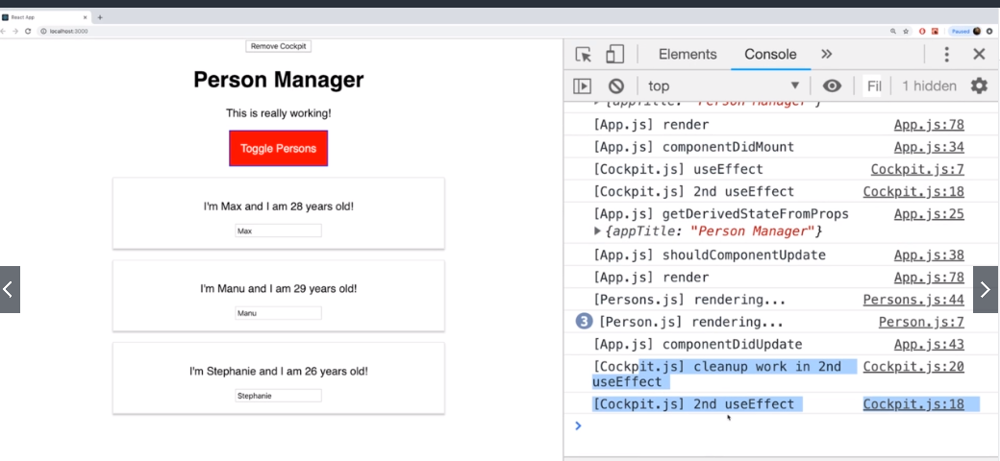 React App
localhost:3000
Paused
Remove Cockpit
Person Manager
This is really working!
Toggle Persons
I'm Max and I am 28 years old!
Max
I'm Manu and I am 29 years old!
Manu
I'm Stephanie and I am 26 years old!
Stephanie
Elements Console
top Fil 1 hidden
{appTitle: "Person Manager"}
[App.js] render App.js:78
[App.js] componentDidMount App.js:34
[Cockpit.js] useEffect Cockpit.js:7
[Cockpit.js] 2nd useEffect Cockpit.js:18
[App.js] getDerivedStateFromProps App.js:25
{appTitle: "Person Manager"}
[App.js] shouldComponentUpdate App.js:38
[App.js] render App.js:78
[Persons.js] rendering... Persons.js:44
3 [Person.js] rendering... Person.js:7
[App.js] componentDidUpdate App.js:43
[Cockpit.js] cleanup work in 2nd Cockpit.js:20
useEffect
[Cockpit.js] 2nd useEffect Cockpit.js:18